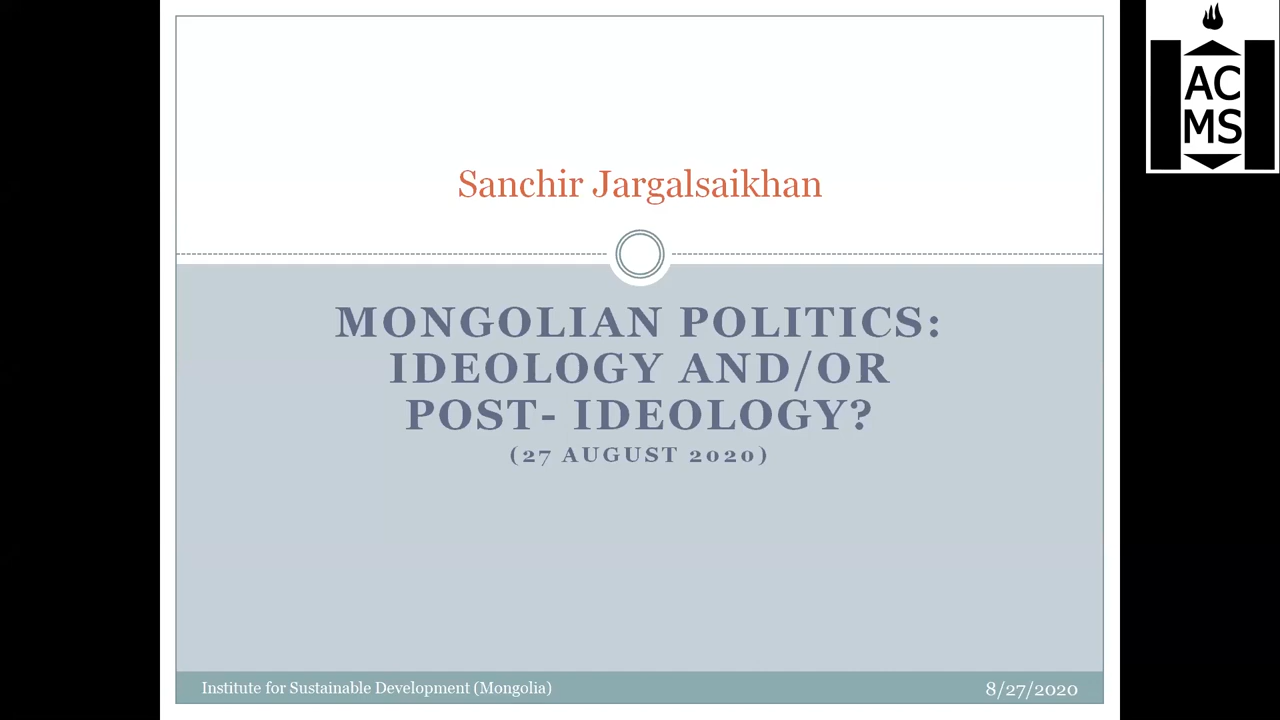 AC
MS
Sanchir Jargalsaikhan
MONGOLIAN POLITICS:
IDEOLOGY AND/OR
POST- IDEOLOGY?
(27 AUGUST 2020)
Institute for Sustainable Development (Mongolia)
8/27/2020